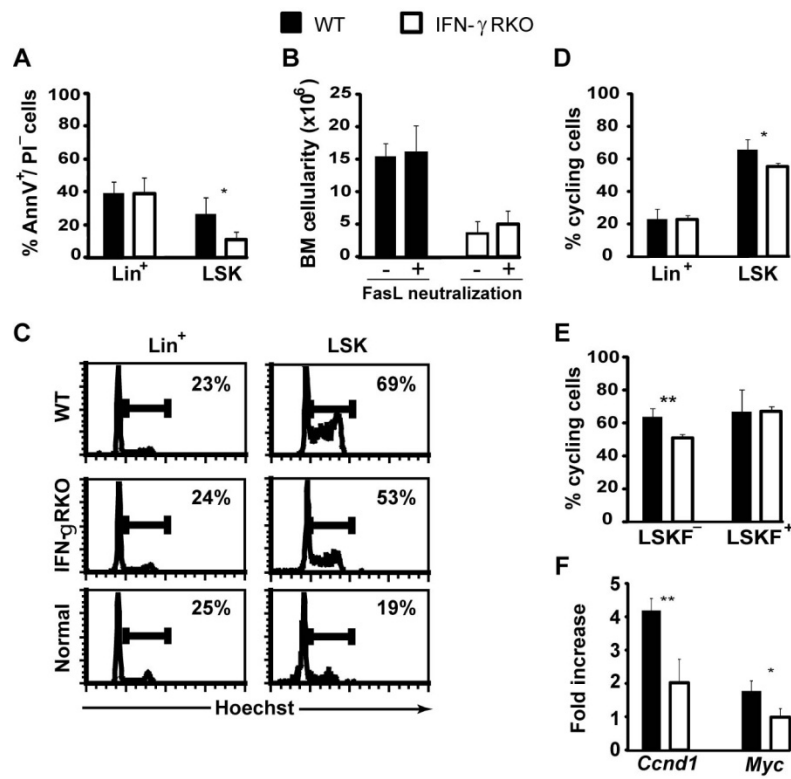 WT IFN-γ RKO
A
% AnnV⁺/ PI⁻ cells
100
80
60
40
20
Lin⁺ LSK
*
B
BM cellularity (x10⁶)
25
20
15
10
5
0
- + - +
FasL neutralization
D
% cycling cells
100
80
60
40
20
0
Lin⁺ LSK
*
C
Lin⁺ LSK
WT
23% 69%
IFN-gRKO
24% 53%
Normal
25% 19%
Hoechst
E
% cycling cells
100
80
60
40
20
0
**
LSKF⁻ LSKF⁺
F
Fold increase
5
4
3
2
1
0
**
*
Ccnd1 Myc